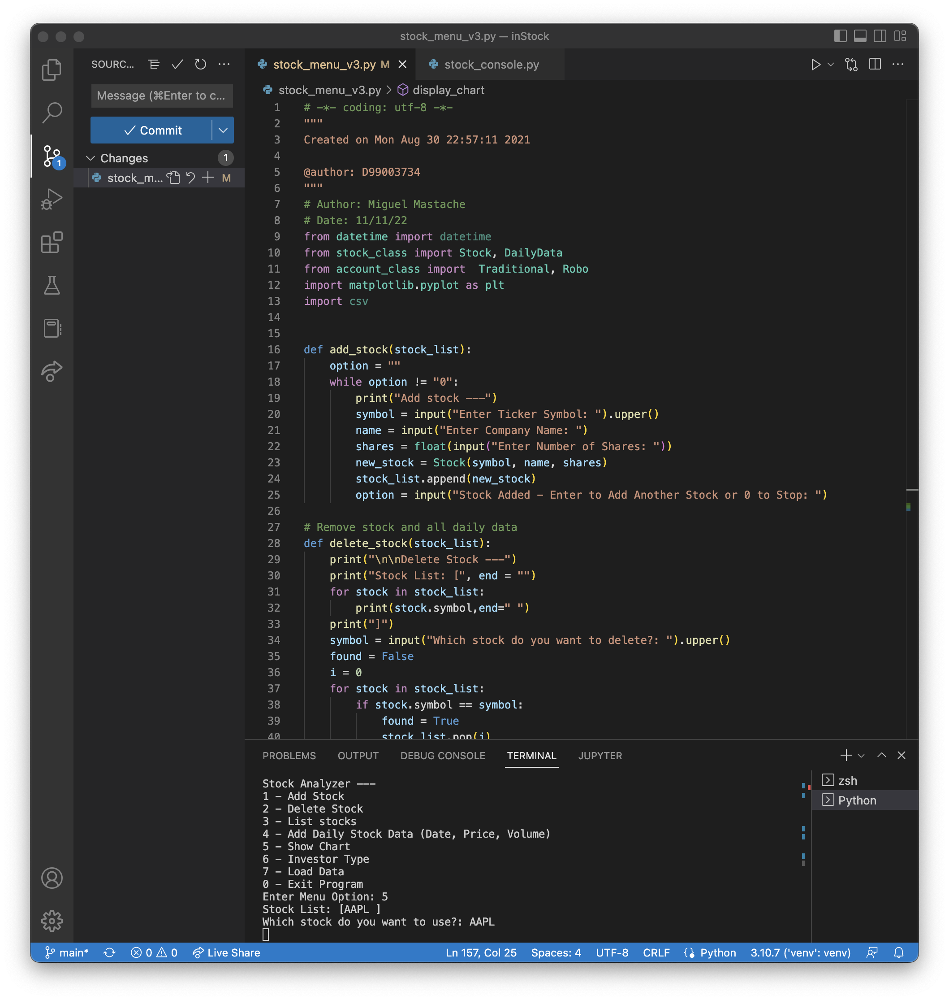 stock_menu_v3.py — inStock
SOURC...
Message (⌘Enter to c...
Commit
Changes 1
stock_m... M
1
stock_menu_v3.py M
stock_console.py
stock_menu_v3.py > display_chart
1 # -*- coding: utf-8 -*-
2 """
3 Created on Mon Aug 30 22:57:11 2021
4
5 @author: D99003734
6 """
7 # Author: Miguel Mastache
8 # Date: 11/11/22
9 from datetime import datetime
10 from stock_class import Stock, DailyData
11 from account_class import  Traditional, Robo
12 import matplotlib.pyplot as plt
13 import csv
14
15
16 def add_stock(stock_list):
17     option = ""
18     while option != "0":
19         print("Add stock ---")
20         symbol = input("Enter Ticker Symbol: ").upper()
21         name = input("Enter Company Name: ")
22         shares = float(input("Enter Number of Shares: "))
23         new_stock = Stock(symbol, name, shares)
24         stock_list.append(new_stock)
25         option = input("Stock Added - Enter to Add Another Stock or 0 to Stop: ")
26
27 # Remove stock and all daily data
28 def delete_stock(stock_list):
29     print("\n\nDelete Stock ---")
30     print("Stock List: [", end = "")
31     for stock in stock_list:
32         print(stock.symbol,end=" ")
33     print("]")
34     symbol = input("Which stock do you want to delete?: ").upper()
35     found = False
36     i = 0
37     for stock in stock_list:
38         if stock.symbol == symbol:
39             found = True
40             stock_list.pop(i)
PROBLEMS OUTPUT DEBUG CONSOLE TERMINAL JUPYTER
Stock Analyzer ---
1 - Add Stock
2 - Delete Stock
3 - List stocks
4 - Add Daily Stock Data (Date, Price, Volume)
5 - Show Chart
6 - Investor Type
7 - Load Data
0 - Exit Program
Enter Menu Option: 5
Stock List: [AAPL ]
Which stock do you want to use?: AAPL
zsh
Python
main* 0 0 Live Share Ln 157, Col 25 Spaces: 4 UTF-8 CRLF Python 3.10.7 ('venv': venv)